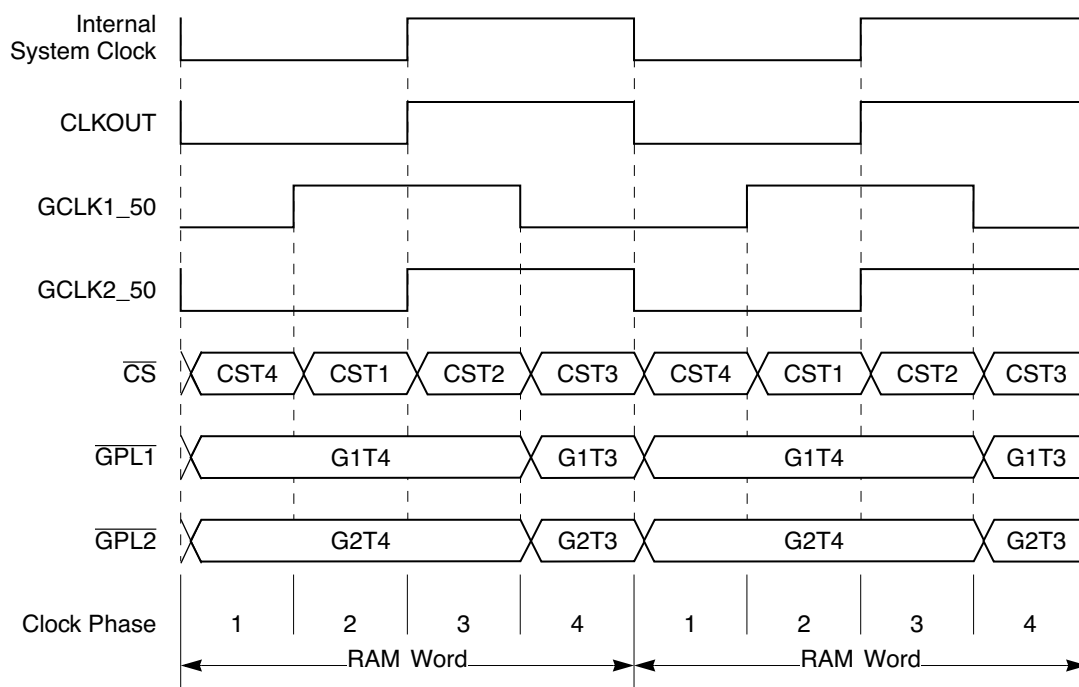 Internal
System Clock
CLKOUT
GCLK1_50
GCLK2_50
CS CST4 CST1 CST2 CST3 CST4 CST1 CST2 CST3
GPL1 G1T4 G1T3 G1T4 G1T3
GPL2 G2T4 G2T3 G2T4 G2T3
Clock Phase 1 2 3 4 1 2 3 4
RAM Word RAM Word